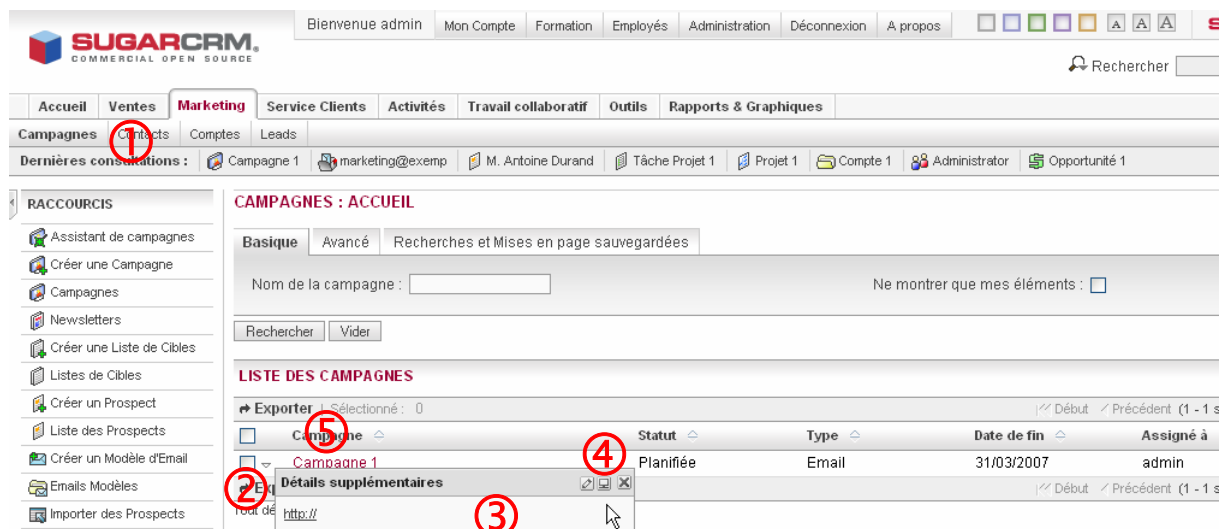 Bienvenue admin Mon Compte Formation Employés Administration Déconnexion A propos A A A
SUGARCRM.
COMMERCIAL OPEN SOURCE
Rechercher
Accueil Ventes Marketing Service Clients Activités Travail collaboratif Outils Rapports & Graphiques
Campagnes Contacts Comptes Leads
1
Dernières consultations : Campagne 1 marketing@exemp M. Antoine Durand Tâche Projet 1 Projet 1 Compte 1 Administrator Opportunité 1
RACCOURCIS
Assistant de campagnes
Créer une Campagne
Campagnes
Newsletters
Créer une Liste de Cibles
Listes de Cibles
Créer un Prospect
Liste des Prospects
Créer un Modèle d'Email
Emails Modèles
Importer des Prospects
CAMPAGNES : ACCUEIL
Basique Avancé Recherches et Mises en page sauvegardées
Nom de la campagne : Ne montrer que mes éléments :
Rechercher Vider
LISTE DES CAMPAGNES
Exporter | Sélectionné : 0 Début Précédent (1 - 1 s
5
Campagne Statut Type Date de fin Assigné à
4
Campagne 1 Planifiée Email 31/03/2007 admin
2
Exp Début Précédent (1 - 1 s
Détails supplémentaires
Tout dé
http://
3